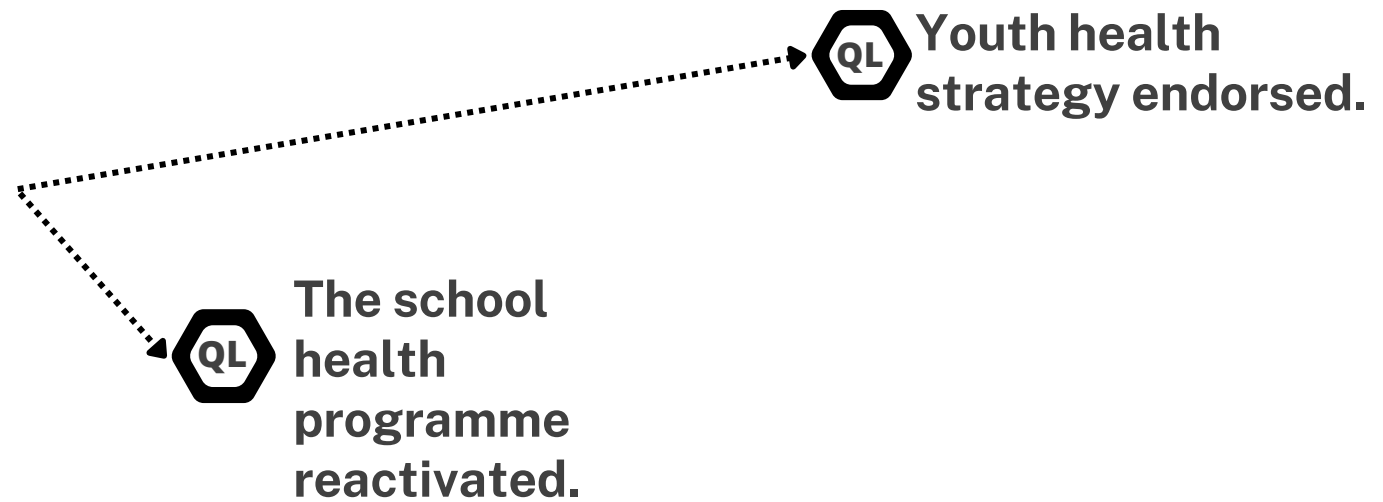 QL
Youth health
strategy endorsed.
QL
The school
health
programme
reactivated.